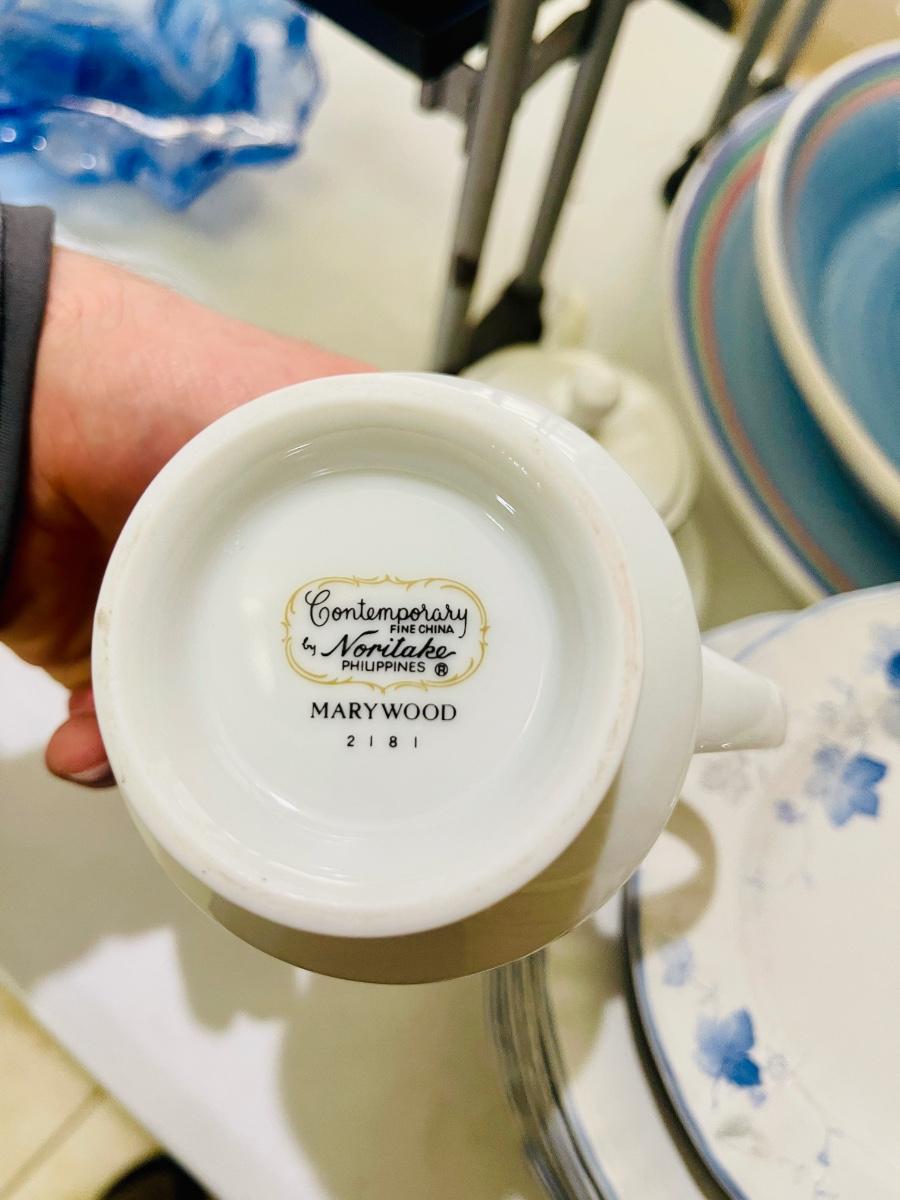 Contemporary
FINE CHINA
by Noritake
PHILIPPINES ®
MARYWOOD
2181